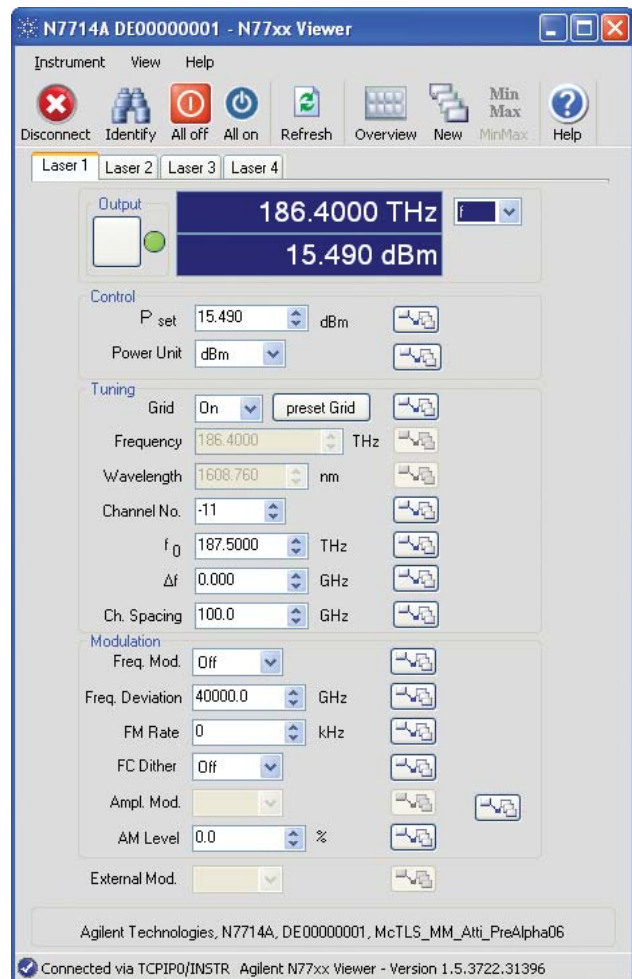 N7714A DE00000001 - N77xx Viewer
Instrument View Help
Disconnect Identify All off All on Refresh Overview New Min Max MinMax Help
Laser 1 Laser 2 Laser 3 Laser 4
Output
186.4000 THz f
15.490 dBm
Control
P set 15.490 dBm
Power Unit dBm
Tuning
Grid On preset Grid
Frequency 186.4000 THz
Wavelength 1608.760 nm
Channel No. -11
f 0 187.5000 THz
Δf 0.000 GHz
Ch. Spacing 100.0 GHz
Modulation
Freq. Mod. Off
Freq. Deviation 40000.0 GHz
FM Rate 0 kHz
FC Dither Off
Ampl. Mod.
AM Level 0.0 %
External Mod.
Agilent Technologies, N7714A, DE00000001, McTLS_MM_Atti_PreAlpha06
Connected via TCPIP0/INSTR Agilent N77xx Viewer - Version 1.5.3722.31396